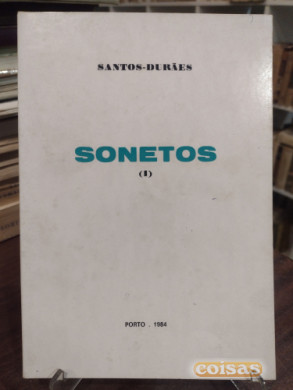 SANTOS-DURÃES
SONETOS
(I)
PORTO . 1984
coisas